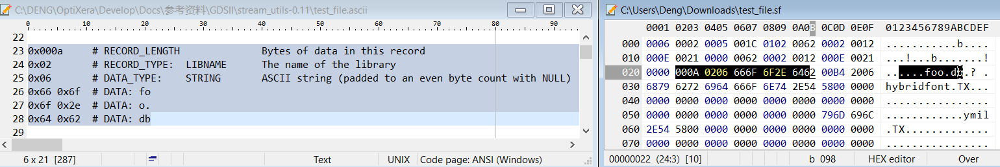 C:\DENG\OptiXera\Develop\Docs\参考资料\GDSII\stream_utils-0.11\test_file.ascii
0 10 20 30 40 50 60 70 80 90
22
23 0x000a # RECORD_LENGTH Bytes of data in this record
24 0x02 # RECORD_TYPE: LIBNAME The name of the library
25 0x06 # DATA_TYPE: STRING ASCII string (padded to an even byte count with NULL)
26 0x66 0x6f # DATA: fo
27 0x6f 0x2e # DATA: o.
28 0x64 0x62 # DATA: db
29
6 x 21 [287] Text UNIX Code page: ANSI (Windows)
C:\Users\Deng\Downloads\test_file.sf
0001 0203 0405 0607 0809 0A0B 0C0D 0E0F 0123456789ABCDEF
000 0006 0002 0005 001C 0102 0062 0002 0012 ...........b....
010 000E 0021 0000 0062 0002 0012 000E 0021 ...!...b.......!
020 0000 000A 0206 666F 6F2E 6462 00B4 2006 ......foo.db.? .
030 6879 6272 6964 666F 6E74 2E54 5800 0000 hybridfont.TX...
040 0000 0000 0000 0000 0000 0000 0000 0000 ................
050 0000 0000 0000 0000 0000 0000 796D 696C ............ymil
060 2E54 5800 0000 0000 0000 0000 0000 0000 .TX.............
070 0000 0000 0000 0000 0000 0000 0000 0000 ................
00000022 (24:3) [10] b 098 HEX editor Over